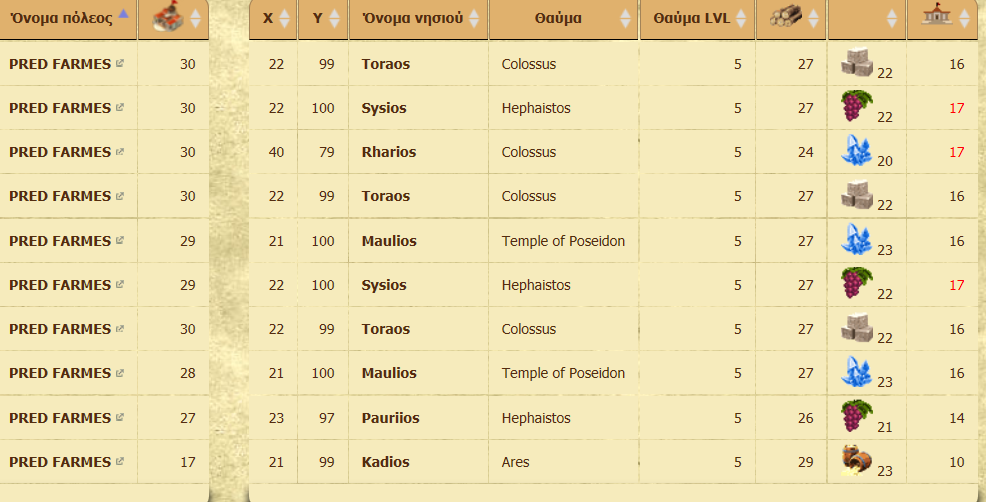 Όνομα πόλεος X Y Όνομα νησιού Θαύμα Θαύμα LVL
PRED FARMES 30 22 99 Toraos Colossus 5 27 22 16
PRED FARMES 30 22 100 Sysios Hephaistos 5 27 22 17
PRED FARMES 30 40 79 Rharios Colossus 5 24 20 17
PRED FARMES 30 22 99 Toraos Colossus 5 27 22 16
PRED FARMES 29 21 100 Maulios Temple of Poseidon 5 27 23 16
PRED FARMES 29 22 100 Sysios Hephaistos 5 27 22 17
PRED FARMES 30 22 99 Toraos Colossus 5 27 22 16
PRED FARMES 28 21 100 Maulios Temple of Poseidon 5 27 23 16
PRED FARMES 27 23 97 Pauriios Hephaistos 5 26 21 14
PRED FARMES 17 21 99 Kadios Ares 5 29 23 10